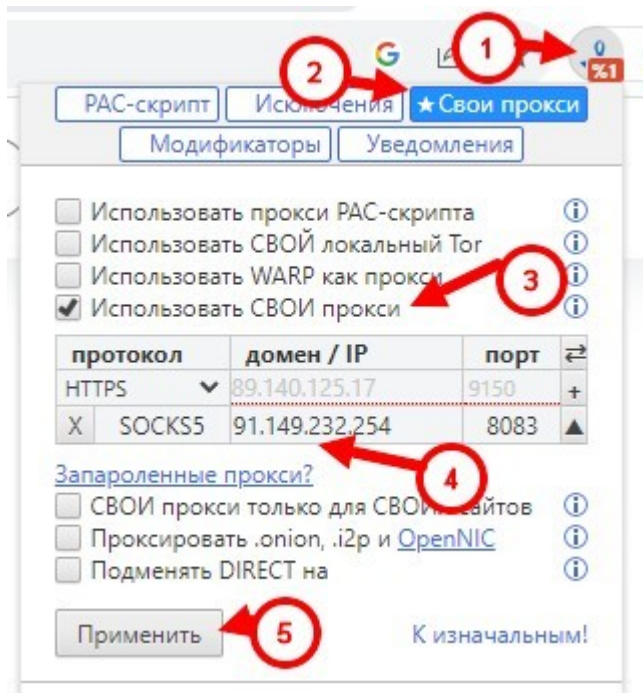 1
2
%1
PAC-скрипт Исключения ★Свои прокси
Модификаторы Уведомления
Использовать прокси PAC-скрипта
Использовать СВОЙ локальный Tor
Использовать WARP как прокси
3
Использовать СВОИ прокси
протокол домен / IP порт ⇄
HTTPS 89.140.125.17 9150 +
X SOCKS5 91.149.232.254 8083 ▲
Запароленные прокси?
4
СВОИ прокси только для сайтов
Проксировать .onion, .i2p и OpenNIC
Подменять DIRECT на
Применить 5 К изначальным!